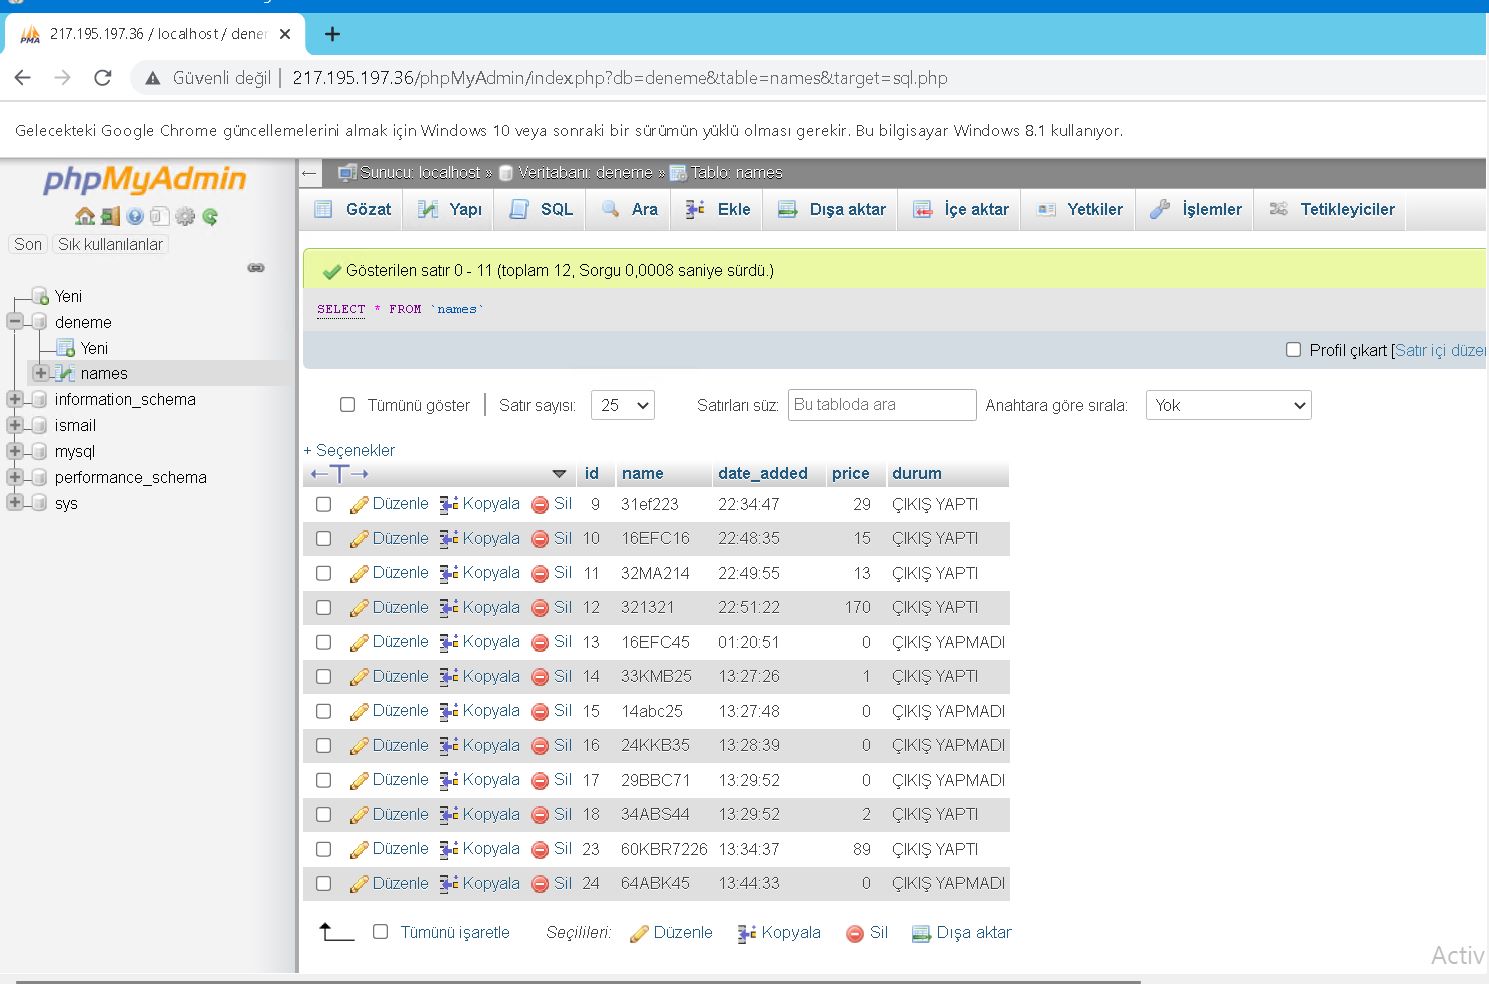 217.195.197.36 / localhost / dener
Güvenli değil | 217.195.197.36/phpMyAdmin/index.php?db=deneme&table=names&target=sql.php
Gelecekteki Google Chrome güncellemelerini almak için Windows 10 veya sonraki bir sürümün yüklü olması gerekir. Bu bilgisayar Windows 8.1 kullanıyor.
phpMyAdmin
Son Sık kullanılanlar
Yeni
deneme
Yeni
names
information_schema
ismail
mysql
performance_schema
sys
Sunucu: localhost » Veritabanı: deneme » Tablo: names
Gözat Yapı SQL Ara Ekle Dışa aktar İçe aktar Yetkiler İşlemler Tetikleyiciler
Gösterilen satır 0 - 11 (toplam 12, Sorgu 0,0008 saniye sürdü.)
SELECT * FROM `names`
Profil çıkart [Satır içi düzen
Tümünü göster | Satır sayısı: 25 Satırları süz: Bu tabloda ara Anahtara göre sırala: Yok
+ Seçenekler
←T→ id name date_added price durum
Düzenle Kopyala Sil 9 31ef223 22:34:47 29 ÇIKIŞ YAPTI
Düzenle Kopyala Sil 10 16EFC16 22:48:35 15 ÇIKIŞ YAPTI
Düzenle Kopyala Sil 11 32MA214 22:49:55 13 ÇIKIŞ YAPTI
Düzenle Kopyala Sil 12 321321 22:51:22 170 ÇIKIŞ YAPTI
Düzenle Kopyala Sil 13 16EFC45 01:20:51 0 ÇIKIŞ YAPMADI
Düzenle Kopyala Sil 14 33KMB25 13:27:26 1 ÇIKIŞ YAPTI
Düzenle Kopyala Sil 15 14abc25 13:27:48 0 ÇIKIŞ YAPMADI
Düzenle Kopyala Sil 16 24KKB35 13:28:39 0 ÇIKIŞ YAPMADI
Düzenle Kopyala Sil 17 29BBC71 13:29:52 0 ÇIKIŞ YAPMADI
Düzenle Kopyala Sil 18 34ABS44 13:29:52 2 ÇIKIŞ YAPTI
Düzenle Kopyala Sil 23 60KBR7226 13:34:37 89 ÇIKIŞ YAPTI
Düzenle Kopyala Sil 24 64ABK45 13:44:33 0 ÇIKIŞ YAPMADI
Tümünü işaretle Seçilileri: Düzenle Kopyala Sil Dışa aktar
Activ